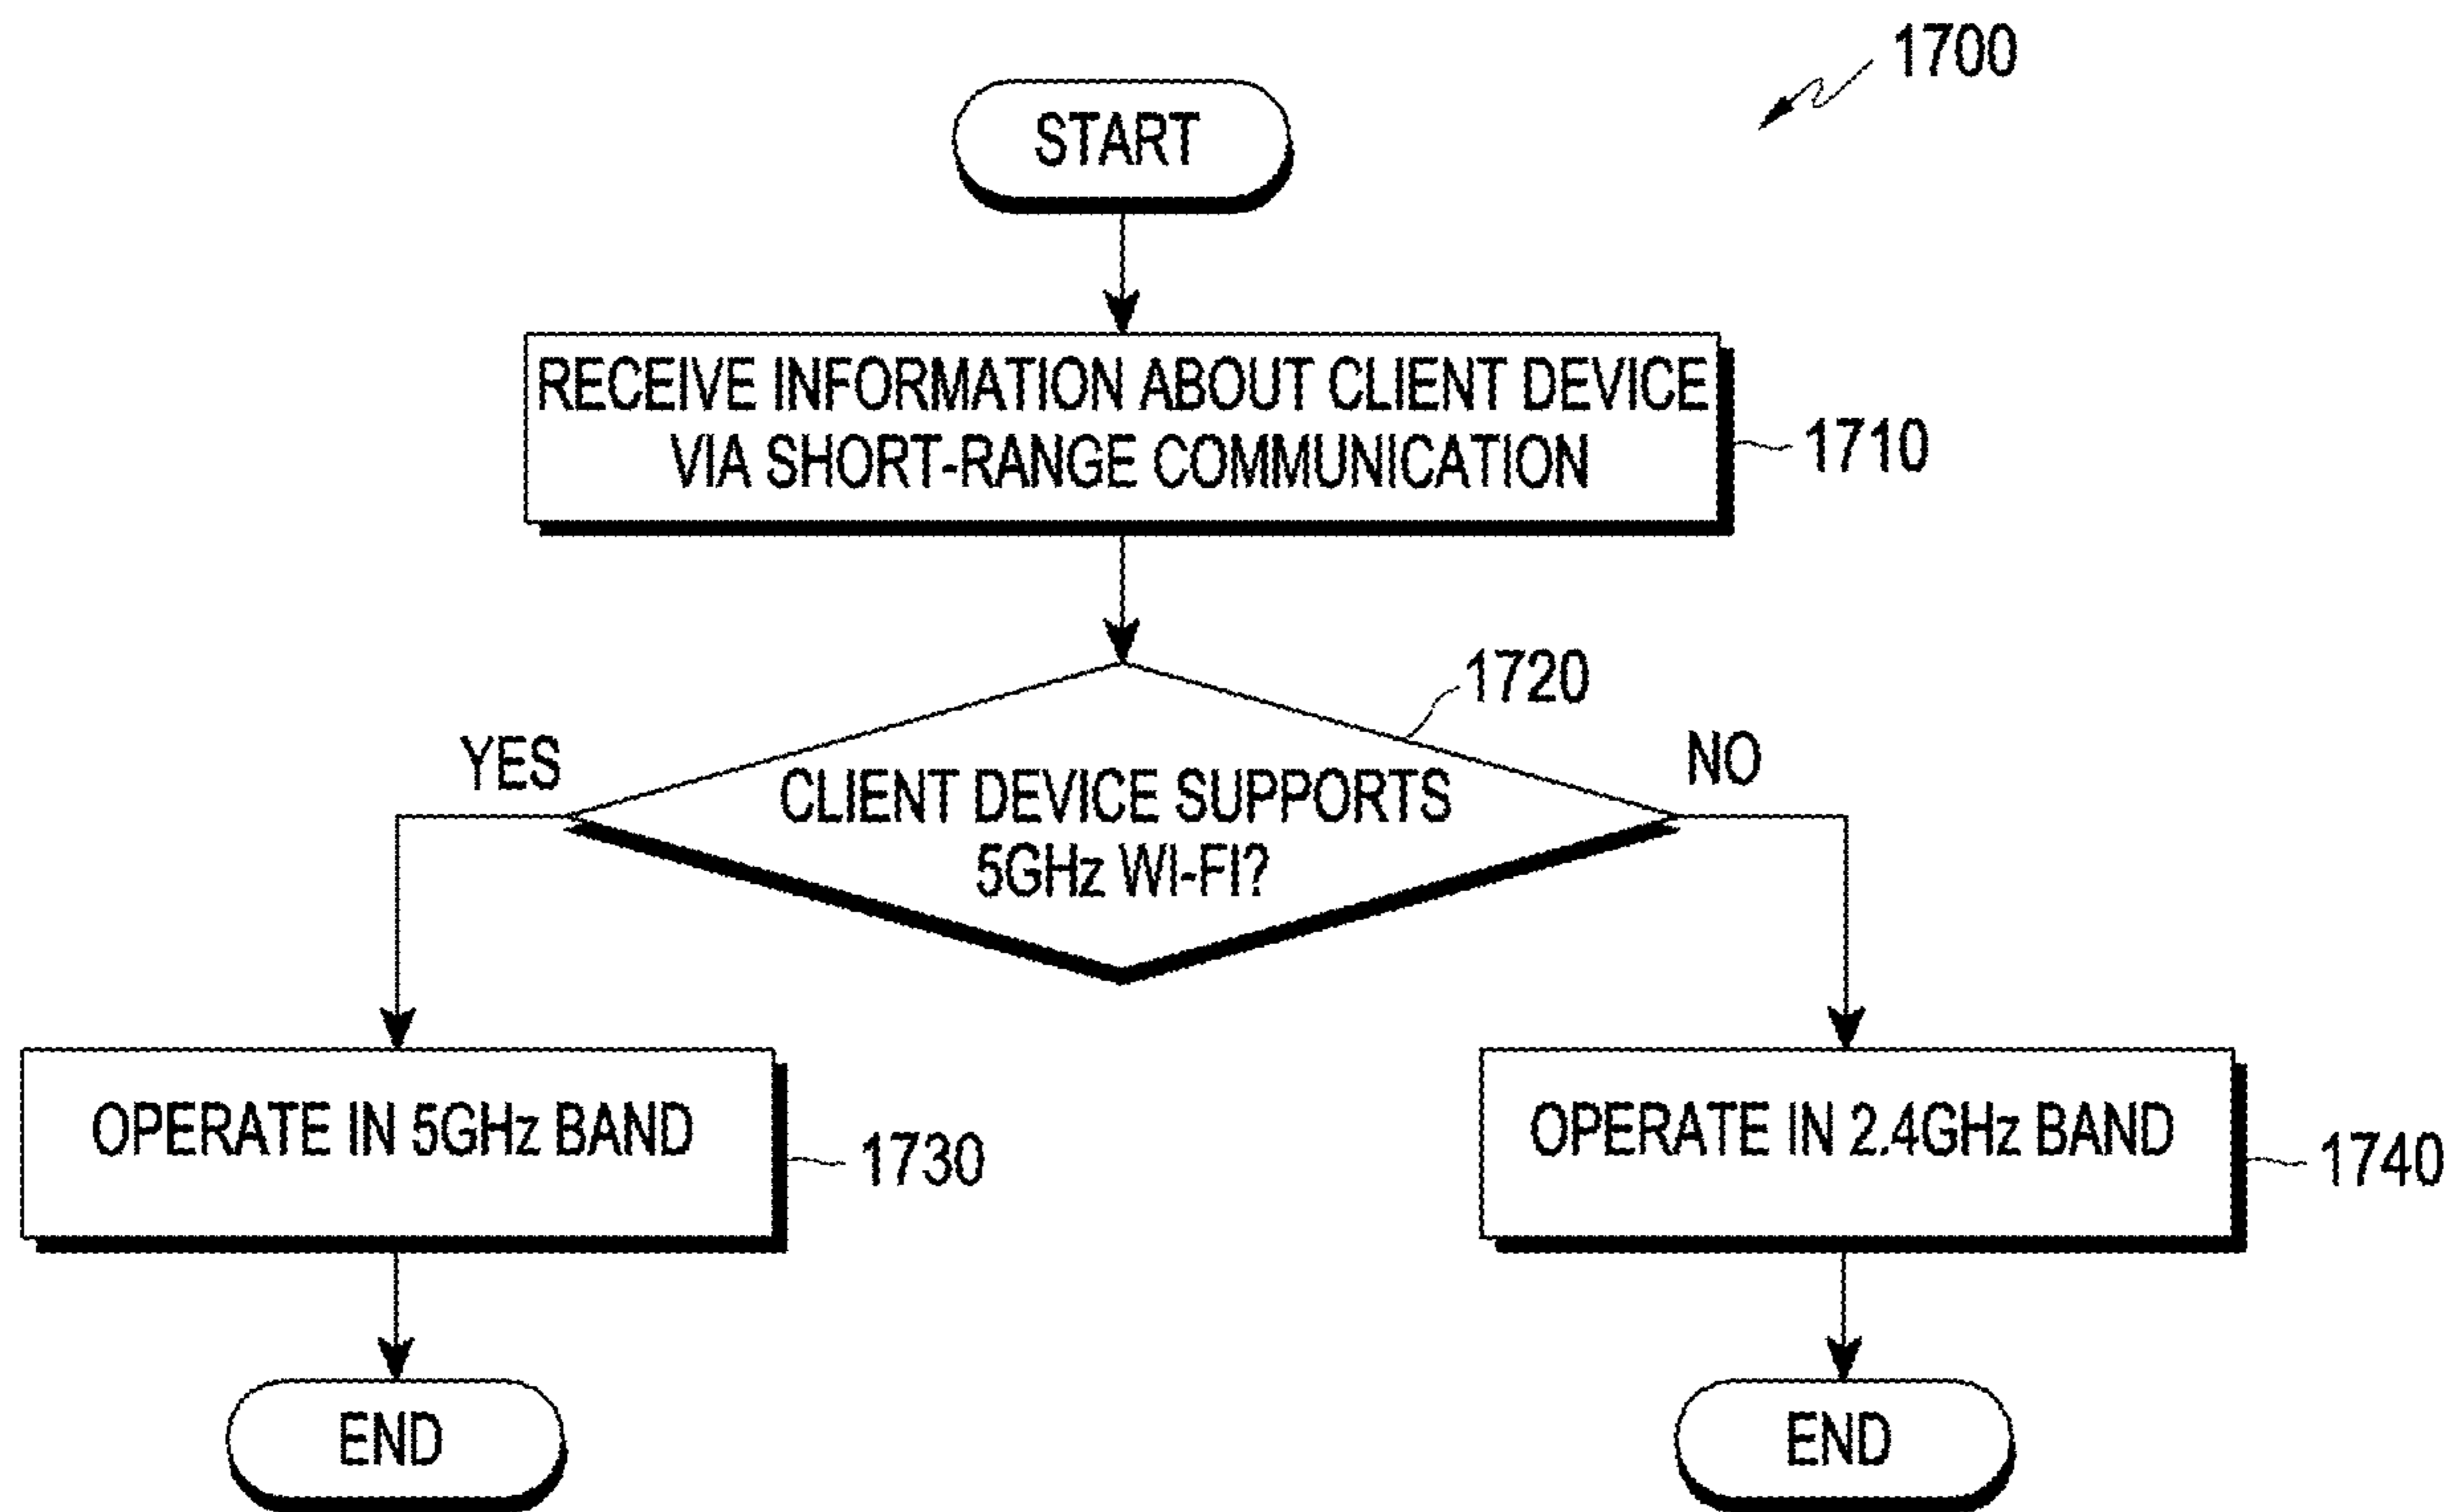 1700
START
RECEIVE INFORMATION ABOUT CLIENT DEVICE
VIA SHORT-RANGE COMMUNICATION
1710
1720
YES
NO
CLIENT DEVICE SUPPORTS
5GHz WI-FI?
OPERATE IN 5GHz BAND
1730
OPERATE IN 2.4GHz BAND
1740
END
END